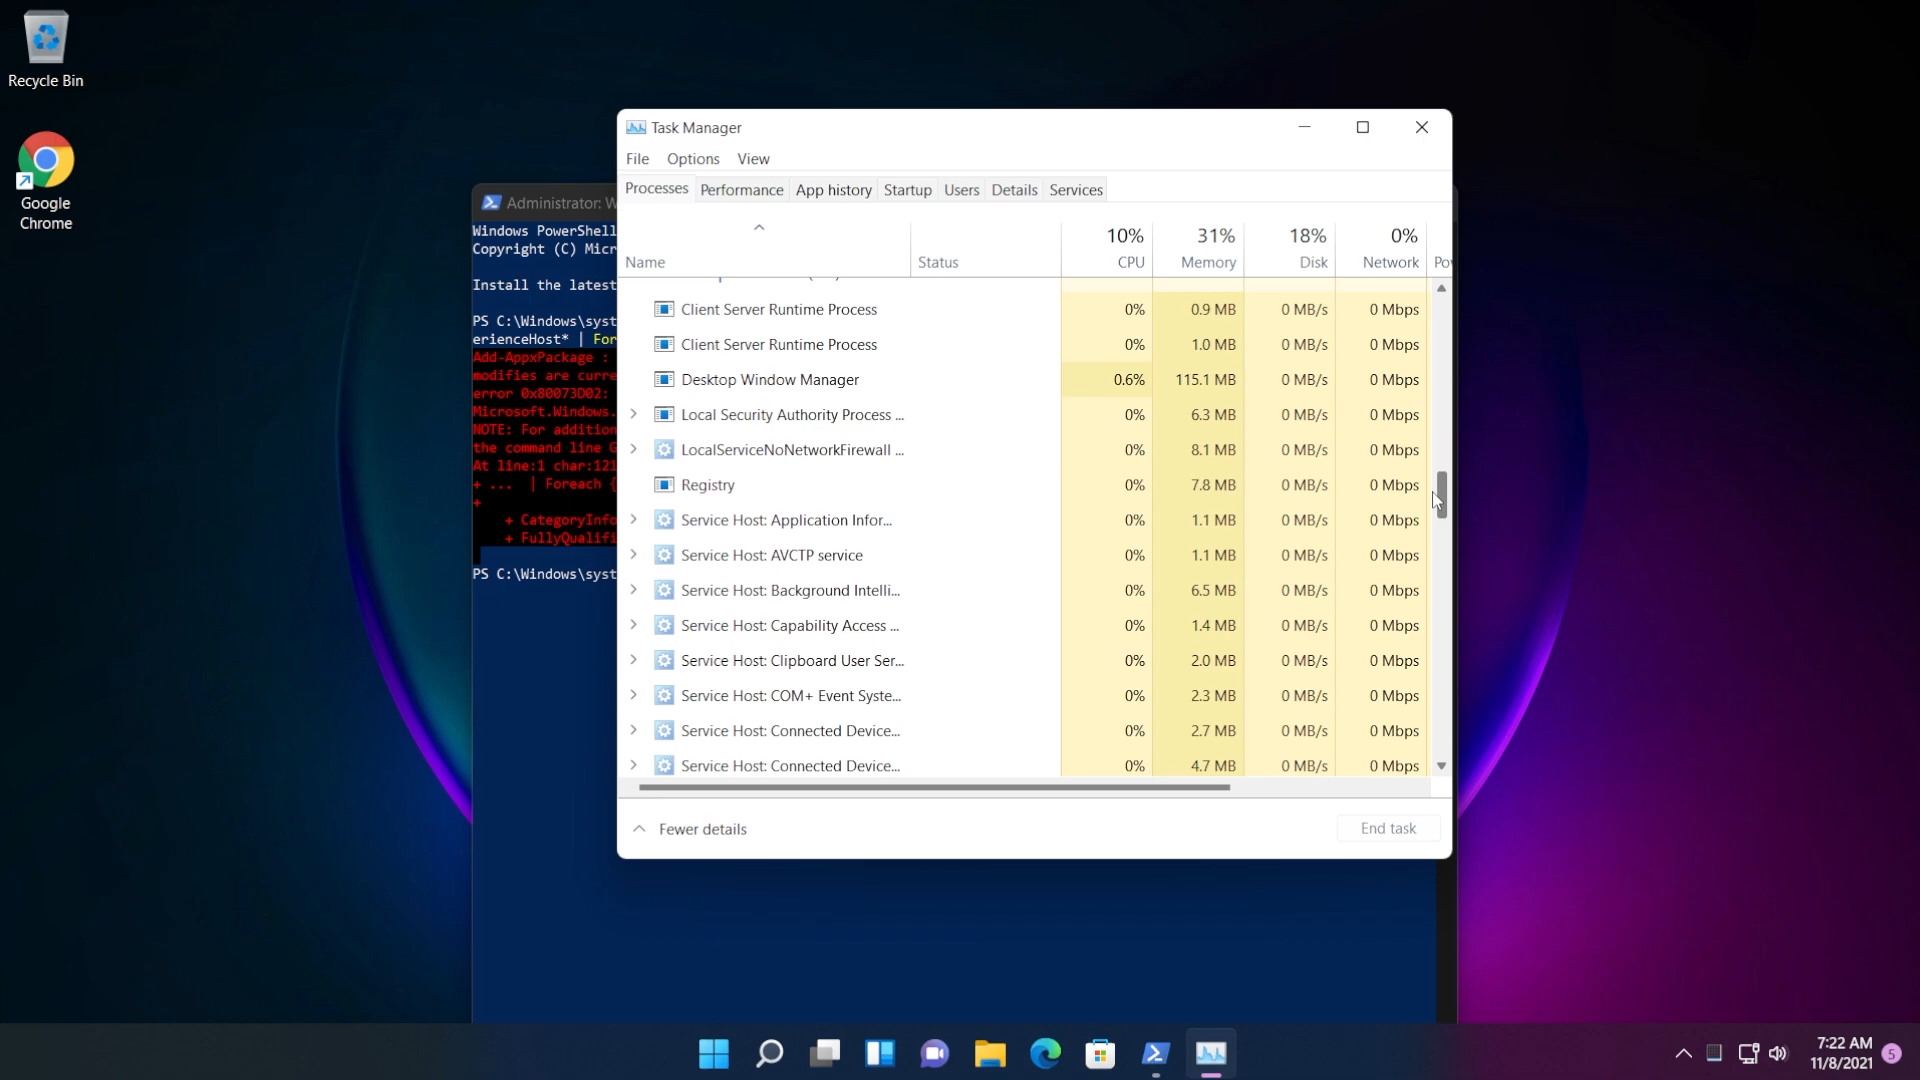 Recycle Bin
Google
Chrome
Administrator: W
Windows PowerShell
Copyright (C) Micr
Install the latest
PS C:\Windows\syst
erienceHost* | For
Add-AppxPackage :
modifies are curre
error 0x80073D02:
Microsoft.Windows.
NOTE: For addition
the command line G
At line:1 char:121
+ ... | Foreach {
+
+ CategoryInfo
+ FullyQualifi
PS C:\Windows\syst
Task Manager
File Options View
Processes Performance App history Startup Users Details Services
10% 31% 18% 0%
Name Status CPU Memory Disk Network Po
Client Server Runtime Process 0% 0.9 MB 0 MB/s 0 Mbps
Client Server Runtime Process 0% 1.0 MB 0 MB/s 0 Mbps
Desktop Window Manager 0.6% 115.1 MB 0 MB/s 0 Mbps
Local Security Authority Process ... 0% 6.3 MB 0 MB/s 0 Mbps
LocalServiceNoNetworkFirewall ... 0% 8.1 MB 0 MB/s 0 Mbps
Registry 0% 7.8 MB 0 MB/s 0 Mbps
Service Host: Application Infor... 0% 1.1 MB 0 MB/s 0 Mbps
Service Host: AVCTP service 0% 1.1 MB 0 MB/s 0 Mbps
Service Host: Background Intelli... 0% 6.5 MB 0 MB/s 0 Mbps
Service Host: Capability Access ... 0% 1.4 MB 0 MB/s 0 Mbps
Service Host: Clipboard User Ser... 0% 2.0 MB 0 MB/s 0 Mbps
Service Host: COM+ Event Syste... 0% 2.3 MB 0 MB/s 0 Mbps
Service Host: Connected Device... 0% 2.7 MB 0 MB/s 0 Mbps
Service Host: Connected Device... 0% 4.7 MB 0 MB/s 0 Mbps
Fewer details
End task
7:22 AM
11/8/2021
5